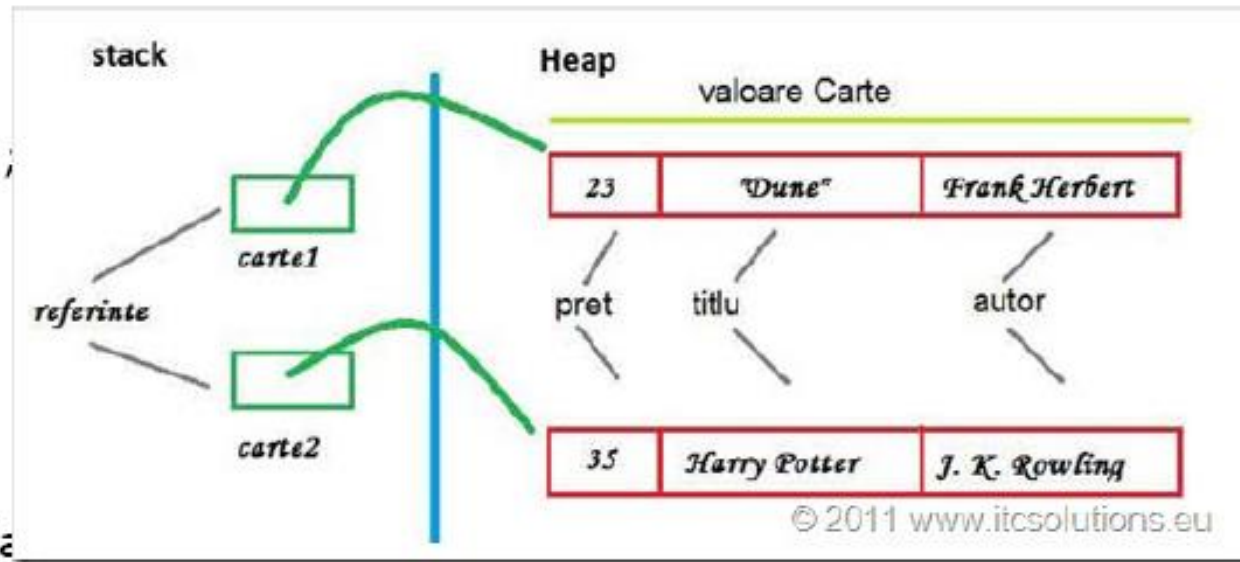 stack
Heap
valoare Carte
23 "Dune" Frank Herbert
carte1
referinte
pret titlu autor
carte2
35 Harry Potter J. K. Rowling
© 2011 www.itcsolutions.eu